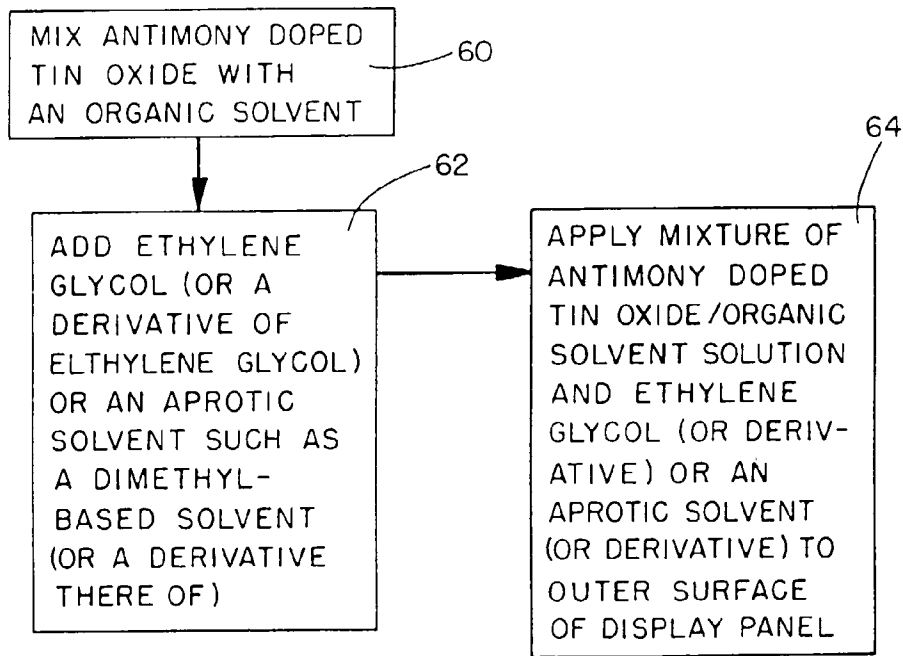 MIX ANTIMONY DOPED
TIN OXIDE WITH
AN ORGANIC SOLVENT
60
62
ADD ETHYLENE
GLYCOL (OR A
DERIVATIVE OF
ELTHYLENE GLYCOL)
OR AN APROTIC
SOLVENT SUCH AS
A DIMETHYL-
BASED SOLVENT
(OR A DERIVATIVE
THERE OF)
64
APPLY MIXTURE OF
ANTIMONY DOPED
TIN OXIDE/ORGANIC
SOLVENT SOLUTION
AND ETHYLENE
GLYCOL (OR DERIV-
ATIVE) OR AN
APROTIC SOLVENT
(OR DERIVATIVE) TO
OUTER SURFACE
OF DISPLAY PANEL